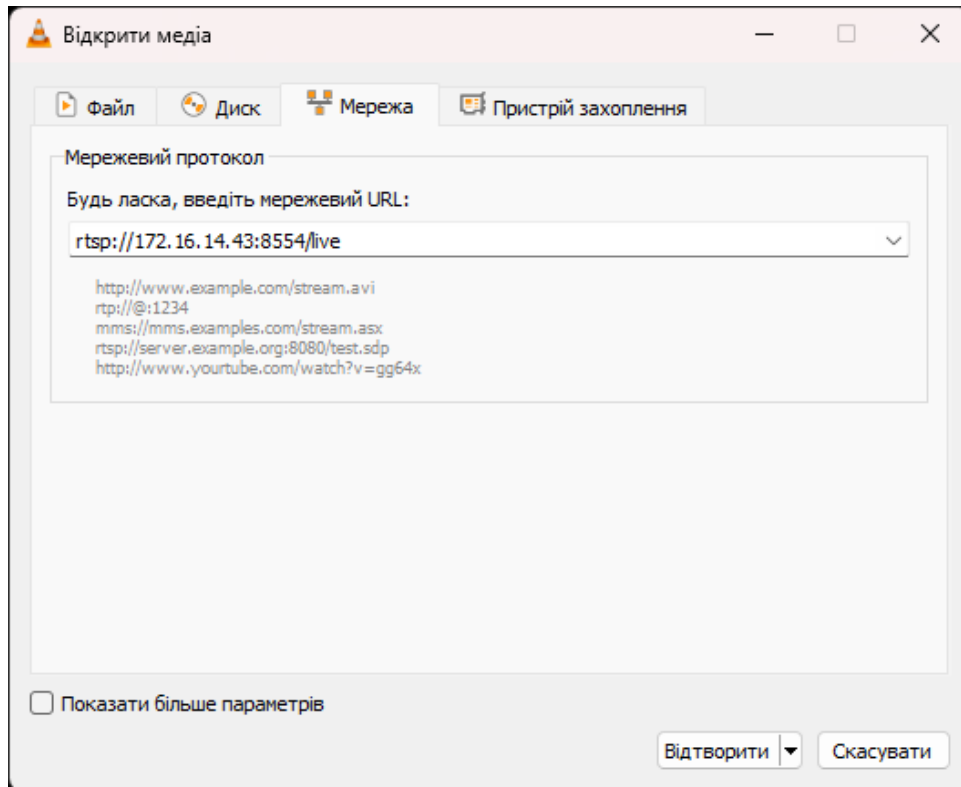 Відкрити медіа
Файл
Диск
Мережа
Пристрій захоплення
Мережевий протокол
Будь ласка, введіть мережевий URL:
rtsp://172.16.14.43:8554/live
http://www.example.com/stream.avi
rtp://@:1234
mms://mms.examples.com/stream.asx
rtsp://server.example.org:8080/test.sdp
http://www.yourtube.com/watch?v=gg64x
Показати більше параметрів
Відтворити
Скасувати